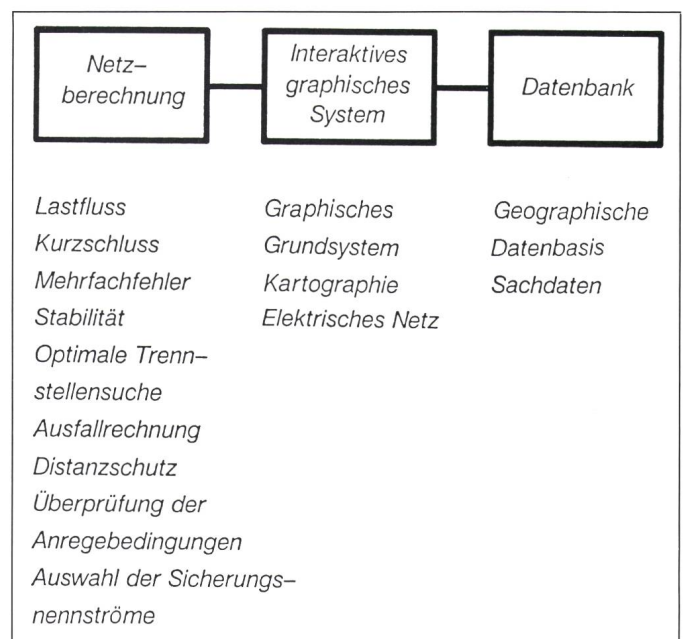 Netz–
berechnung
Interaktives
graphisches
System
Datenbank
Lastfluss
Kurzschluss
Mehrfachfehler
Stabilität
Optimale Trenn–
stellensuche
Ausfallrechnung
Distanzschutz
Überprüfung der
Anregebedingungen
Auswahl der Sicherungs–
nennströme
Graphisches
Grundsystem
Kartographie
Elektrisches Netz
Geographische
Datenbasis
Sachdaten